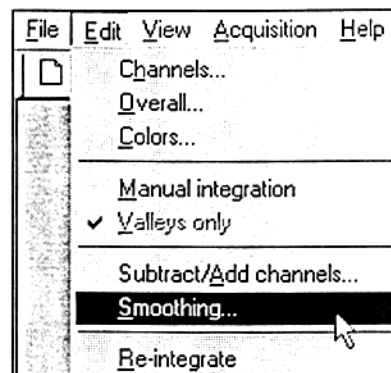 File Edit View Acquisition Help
Channels...
Overall...
Colors...
Manual integration
Valleys only
Subtract/Add channels...
Smoothing...
Re-integrate